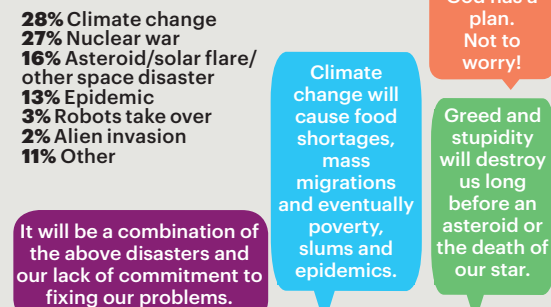 28% Climate change
27% Nuclear war
16% Asteroid/solar flare/
other space disaster
13% Epidemic
3% Robots take over
2% Alien invasion
11% Other
It will be a combination of
the above disasters and
our lack of commitment to
fixing our problems.
Climate
change will
cause food
shortages,
mass
migrations
and eventually
poverty,
slums and
epidemics.
God has a
plan.
Not to
worry!
Greed and
stupidity
will destroy
us long
before an
asteroid or
the death of
our star.